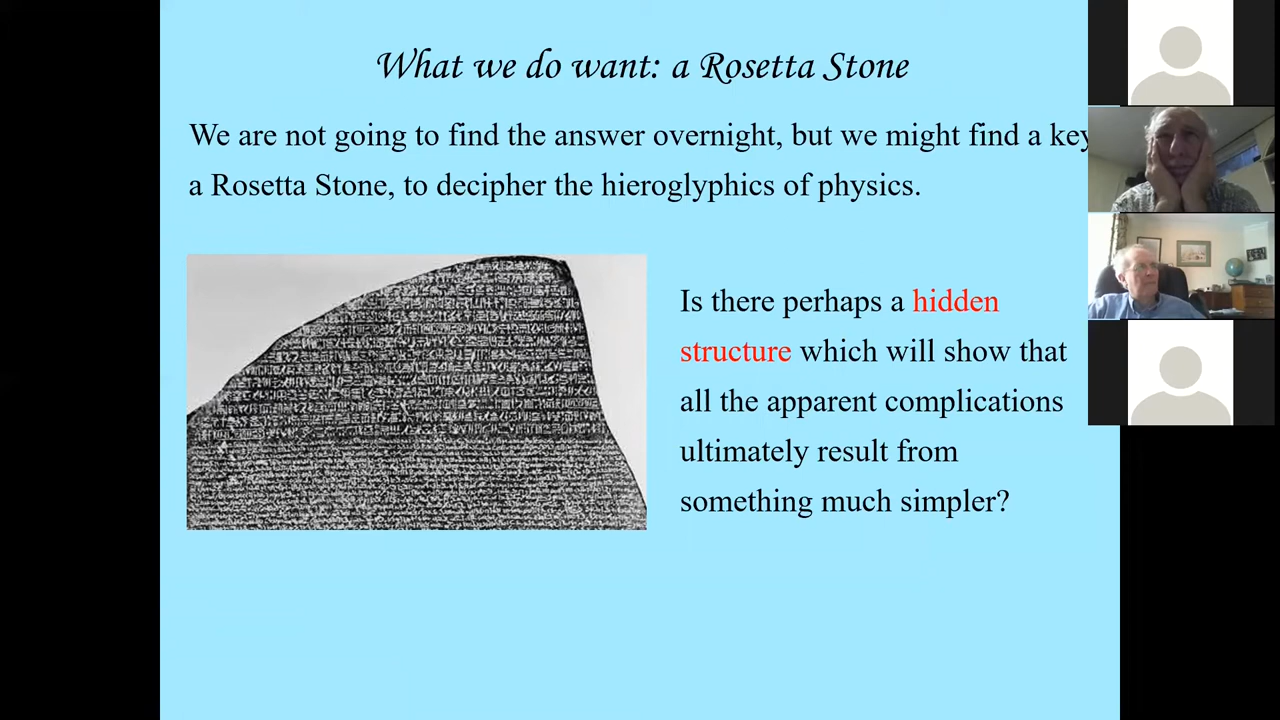 What we do want: a Rosetta Stone
We are not going to find the answer overnight, but we might find a key
a Rosetta Stone, to decipher the hieroglyphics of physics.
Is there perhaps a hidden
structure which will show that
all the apparent complications
ultimately result from
something much simpler?